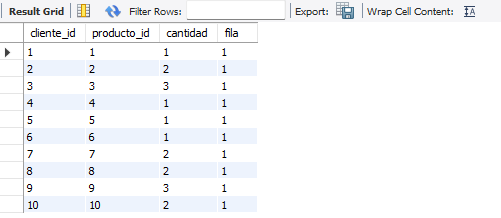 Result Grid Filter Rows: Export: Wrap Cell Content: IA
cliente_id producto_id cantidad fila
1 1 1 1
2 2 2 1
3 3 3 1
4 4 1 1
5 5 1 1
6 6 1 1
7 7 2 1
8 8 2 1
9 9 3 1
10 10 2 1